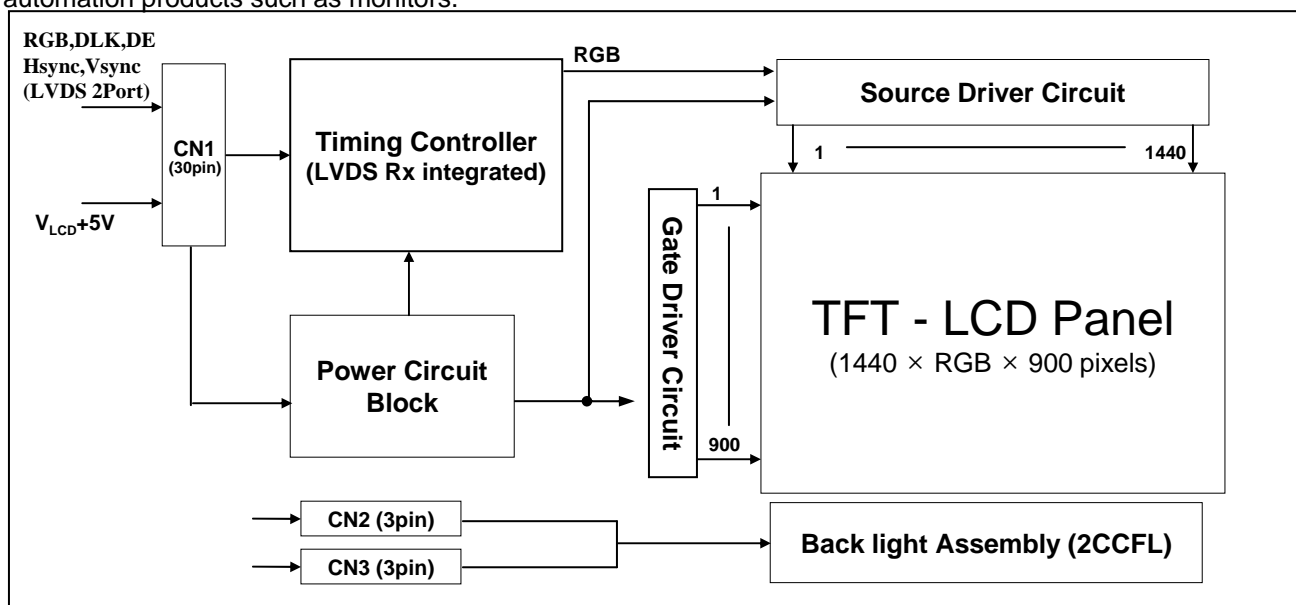 automation products such as monitors.
RGB,DLK,DE
Hsync,Vsync
(LVDS 2Port)
CN1
(30pin)
VLCD+5V
Timing Controller
(LVDS Rx integrated)
RGB
Source Driver Circuit
1
1440
Power Circuit
Block
Gate Driver Circuit
1
900
TFT - LCD Panel
(1440 × RGB × 900 pixels)
CN2 (3pin)
CN3 (3pin)
Back light Assembly (2CCFL)